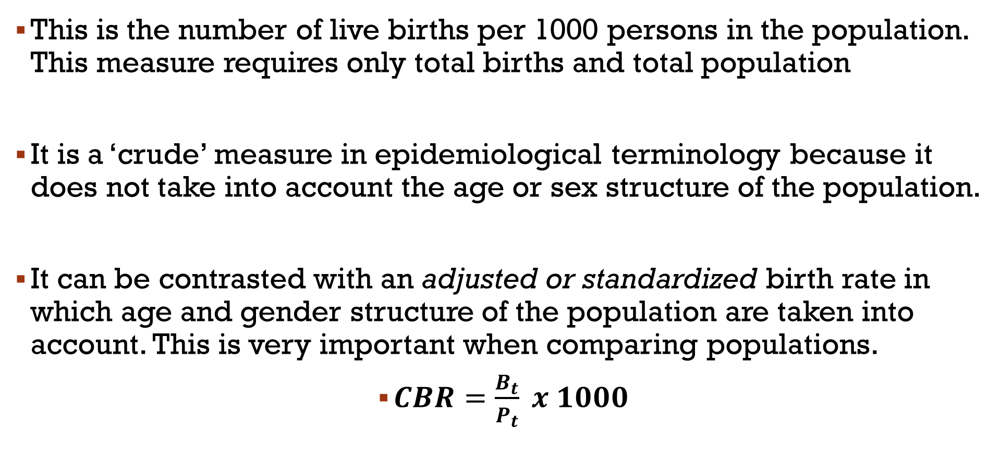 ▪ This is the number of live births per 1000 persons in the population.
This measure requires only total births and total population
▪ It is a ‘crude’ measure in epidemiological terminology because it
does not take into account the age or sex structure of the population.
▪ It can be contrasted with an adjusted or standardized birth rate in
which age and gender structure of the population are taken into
account. This is very important when comparing populations.
▪ CBR = B_t / P_t x 1000